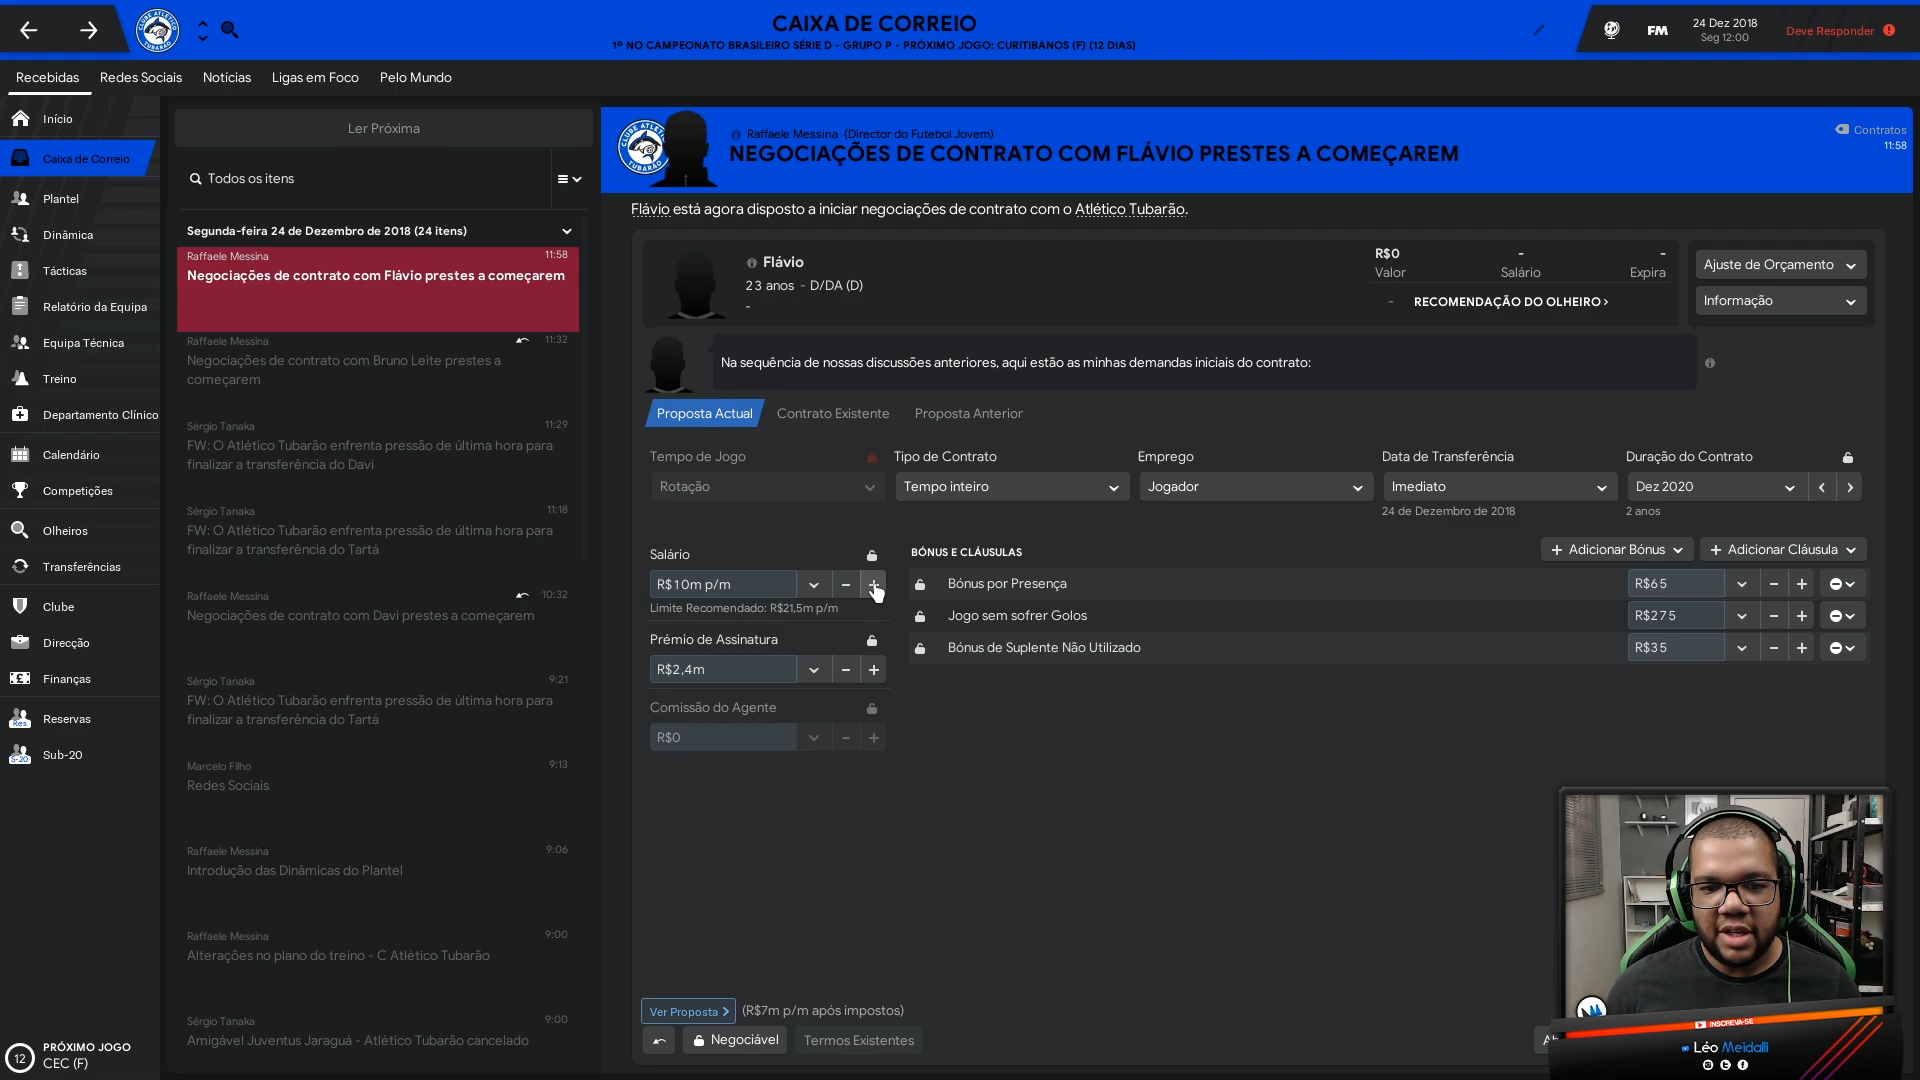 CAIXA DE CORREIO
1º NO CAMPEONATO BRASILEIRO SÉRIE D - GRUPO P - PRÓXIMO JOGO: CURITIBANOS (F) (12 DIAS)
FM
24 Dez 2018
Seg 12:00
Deve Responder
Recebidas
Redes Sociais
Notícias
Ligas em Foco
Pelo Mundo
Início
Caixa de Correio
Plantel
Dinâmica
Tácticas
Relatório da Equipa
Equipa Técnica
Treino
Departamento Clínico
Calendário
Competições
Olheiros
Transferências
Clube
Direcção
Finanças
Res
Reservas
S-20
Sub-20
12
PRÓXIMO JOGO
CEC (F)
Ler Próxima
Todos os itens
Segunda-feira 24 de Dezembro de 2018 (24 itens)
Raffaele Messina 11:58
Negociações de contrato com Flávio prestes a começarem
Raffaele Messina 11:32
Negociações de contrato com Bruno Leite prestes a
começarem
Sérgio Tanaka 11:29
FW: O Atlético Tubarão enfrenta pressão de última hora para
finalizar a transferência do Davi
Sérgio Tanaka 11:18
FW: O Atlético Tubarão enfrenta pressão de última hora para
finalizar a transferência do Tartá
Raffaele Messina 10:32
Negociações de contrato com Davi prestes a começarem
Sérgio Tanaka 9:21
FW: O Atlético Tubarão enfrenta pressão de última hora para
finalizar a transferência do Tartá
Marcelo Filho 9:13
Redes Sociais
Raffaele Messina 9:06
Introdução das Dinâmicas do Plantel
Raffaele Messina 9:00
Alterações no plano do treino - C Atlético Tubarão
Sérgio Tanaka 9:00
Amigável Juventus Jaraguá - Atlético Tubarão cancelado
Raffaele Messina (Director do Futebol Jovem)
NEGOCIAÇÕES DE CONTRATO COM FLÁVIO PRESTES A COMEÇAREM
Contratos
11:58
Flávio está agora disposto a iniciar negociações de contrato com o Atlético Tubarão.
Flávio
23 anos - D/DA (D)
-
R$0 - -
Valor Salário Expira
- RECOMENDAÇÃO DO OLHEIRO >
Ajuste de Orçamento
Informação
Na sequência de nossas discussões anteriores, aqui estão as minhas demandas iniciais do contrato:
Proposta Actual
Contrato Existente
Proposta Anterior
Tempo de Jogo
Rotação
Tipo de Contrato
Tempo inteiro
Emprego
Jogador
Data de Transferência
Imediato
24 de Dezembro de 2018
Duração do Contrato
Dez 2020
2 anos
Salário
R$10m p/m
Limite Recomendado: R$21,5m p/m
Prémio de Assinatura
R$2,4m
Comissão do Agente
R$0
BÓNUS E CLÁUSULAS
+ Adicionar Bónus
+ Adicionar Cláusula
Bónus por Presença R$65
Jogo sem sofrer Golos R$275
Bónus de Suplente Não Utilizado R$35
Ver Proposta > (R$7m p/m após impostos)
Negociável
Termos Existentes
INSCREVA-SE
Léo Meidalli